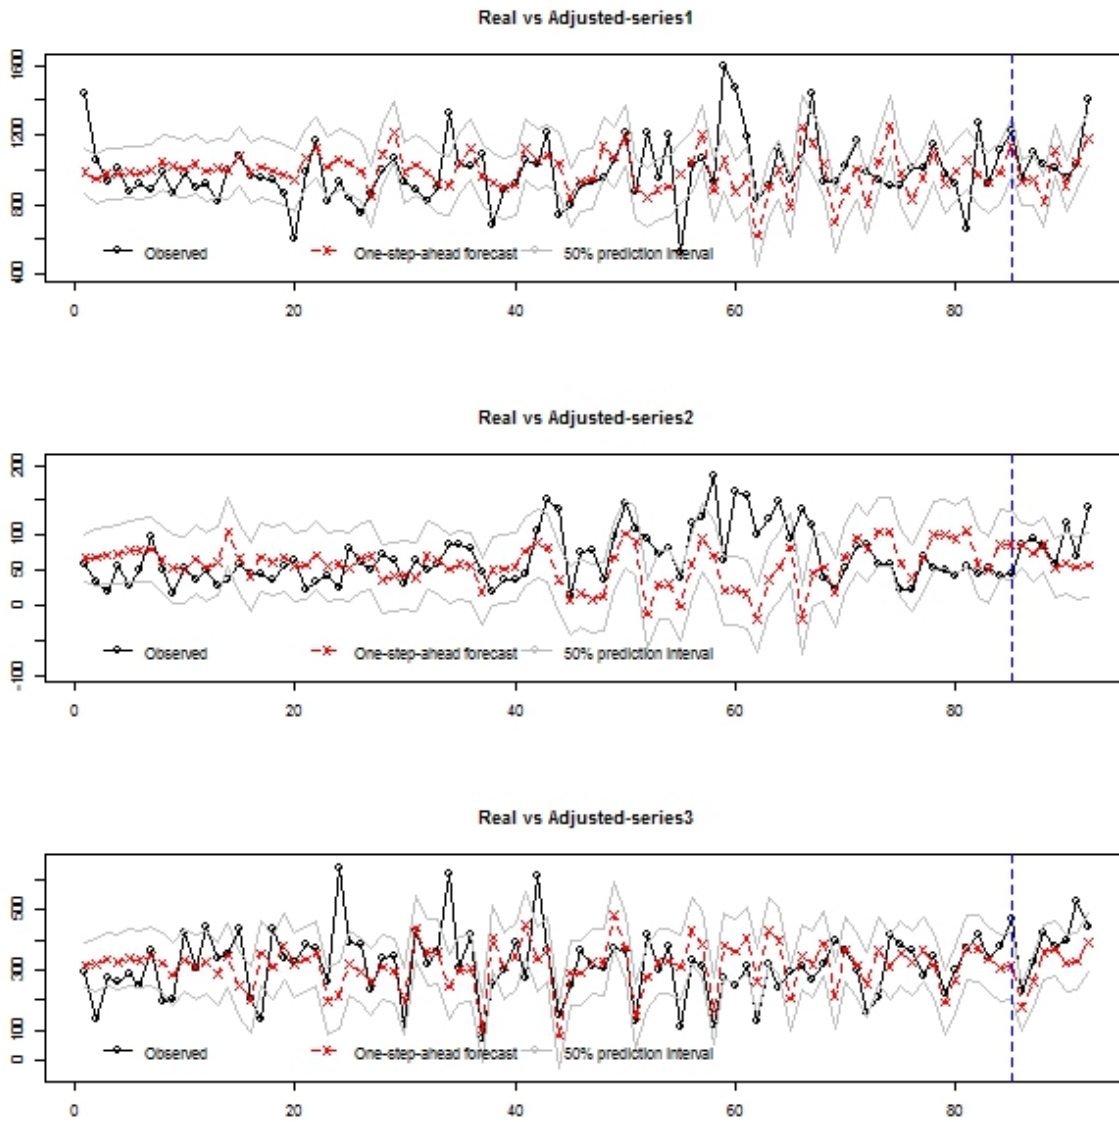 Real vs Adjusted-series1
1600
1200
800
400
Observed One-step-ahead forecast 50% prediction interval
0 20 40 60 80
Real vs Adjusted-series2
200
100
50
0
-100
Observed One-step-ahead forecast 50% prediction interval
0 20 40 60 80
Real vs Adjusted-series3
500
300
100
0
Observed One-step-ahead forecast 50% prediction interval
0 20 40 60 80